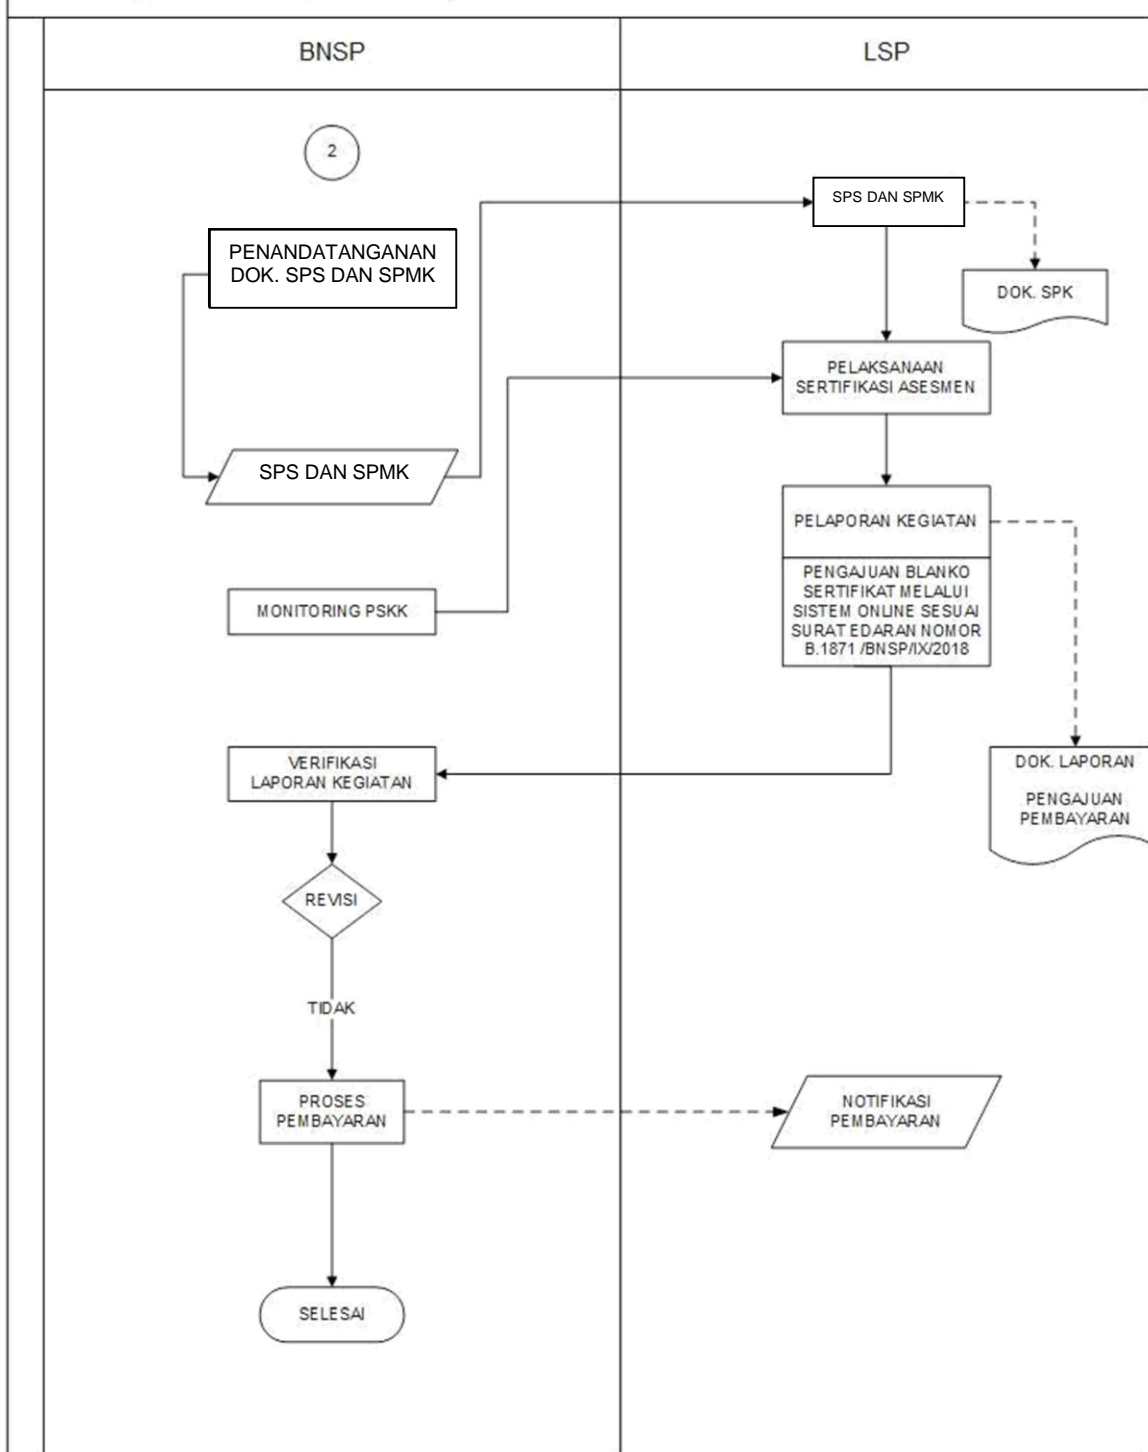 BNSP
LSP
2
SPS DAN SPMK
PENANDATANGANAN
DOK. SPS DAN SPMK
DOK. SPK
PELAKSANAAN
SERTIFIKASI ASESMEN
SPS DAN SPMK
PELAPORAN KEGIATAN
PENGAJUAN BLANKO
SERTIFIKAT MELALUI
SISTEM ONLINE SESUAI
SURAT EDARAN NOMOR
B.1871 /BNSP/IX/2018
MONITORING PSKK
VERIFIKASI
LAPORAN KEGIATAN
DOK. LAPORAN
PENGAJUAN
PEMBAYARAN
REVISI
TIDAK
PROSES
PEMBAYARAN
NOTIFIKASI
PEMBAYARAN
SELESAI